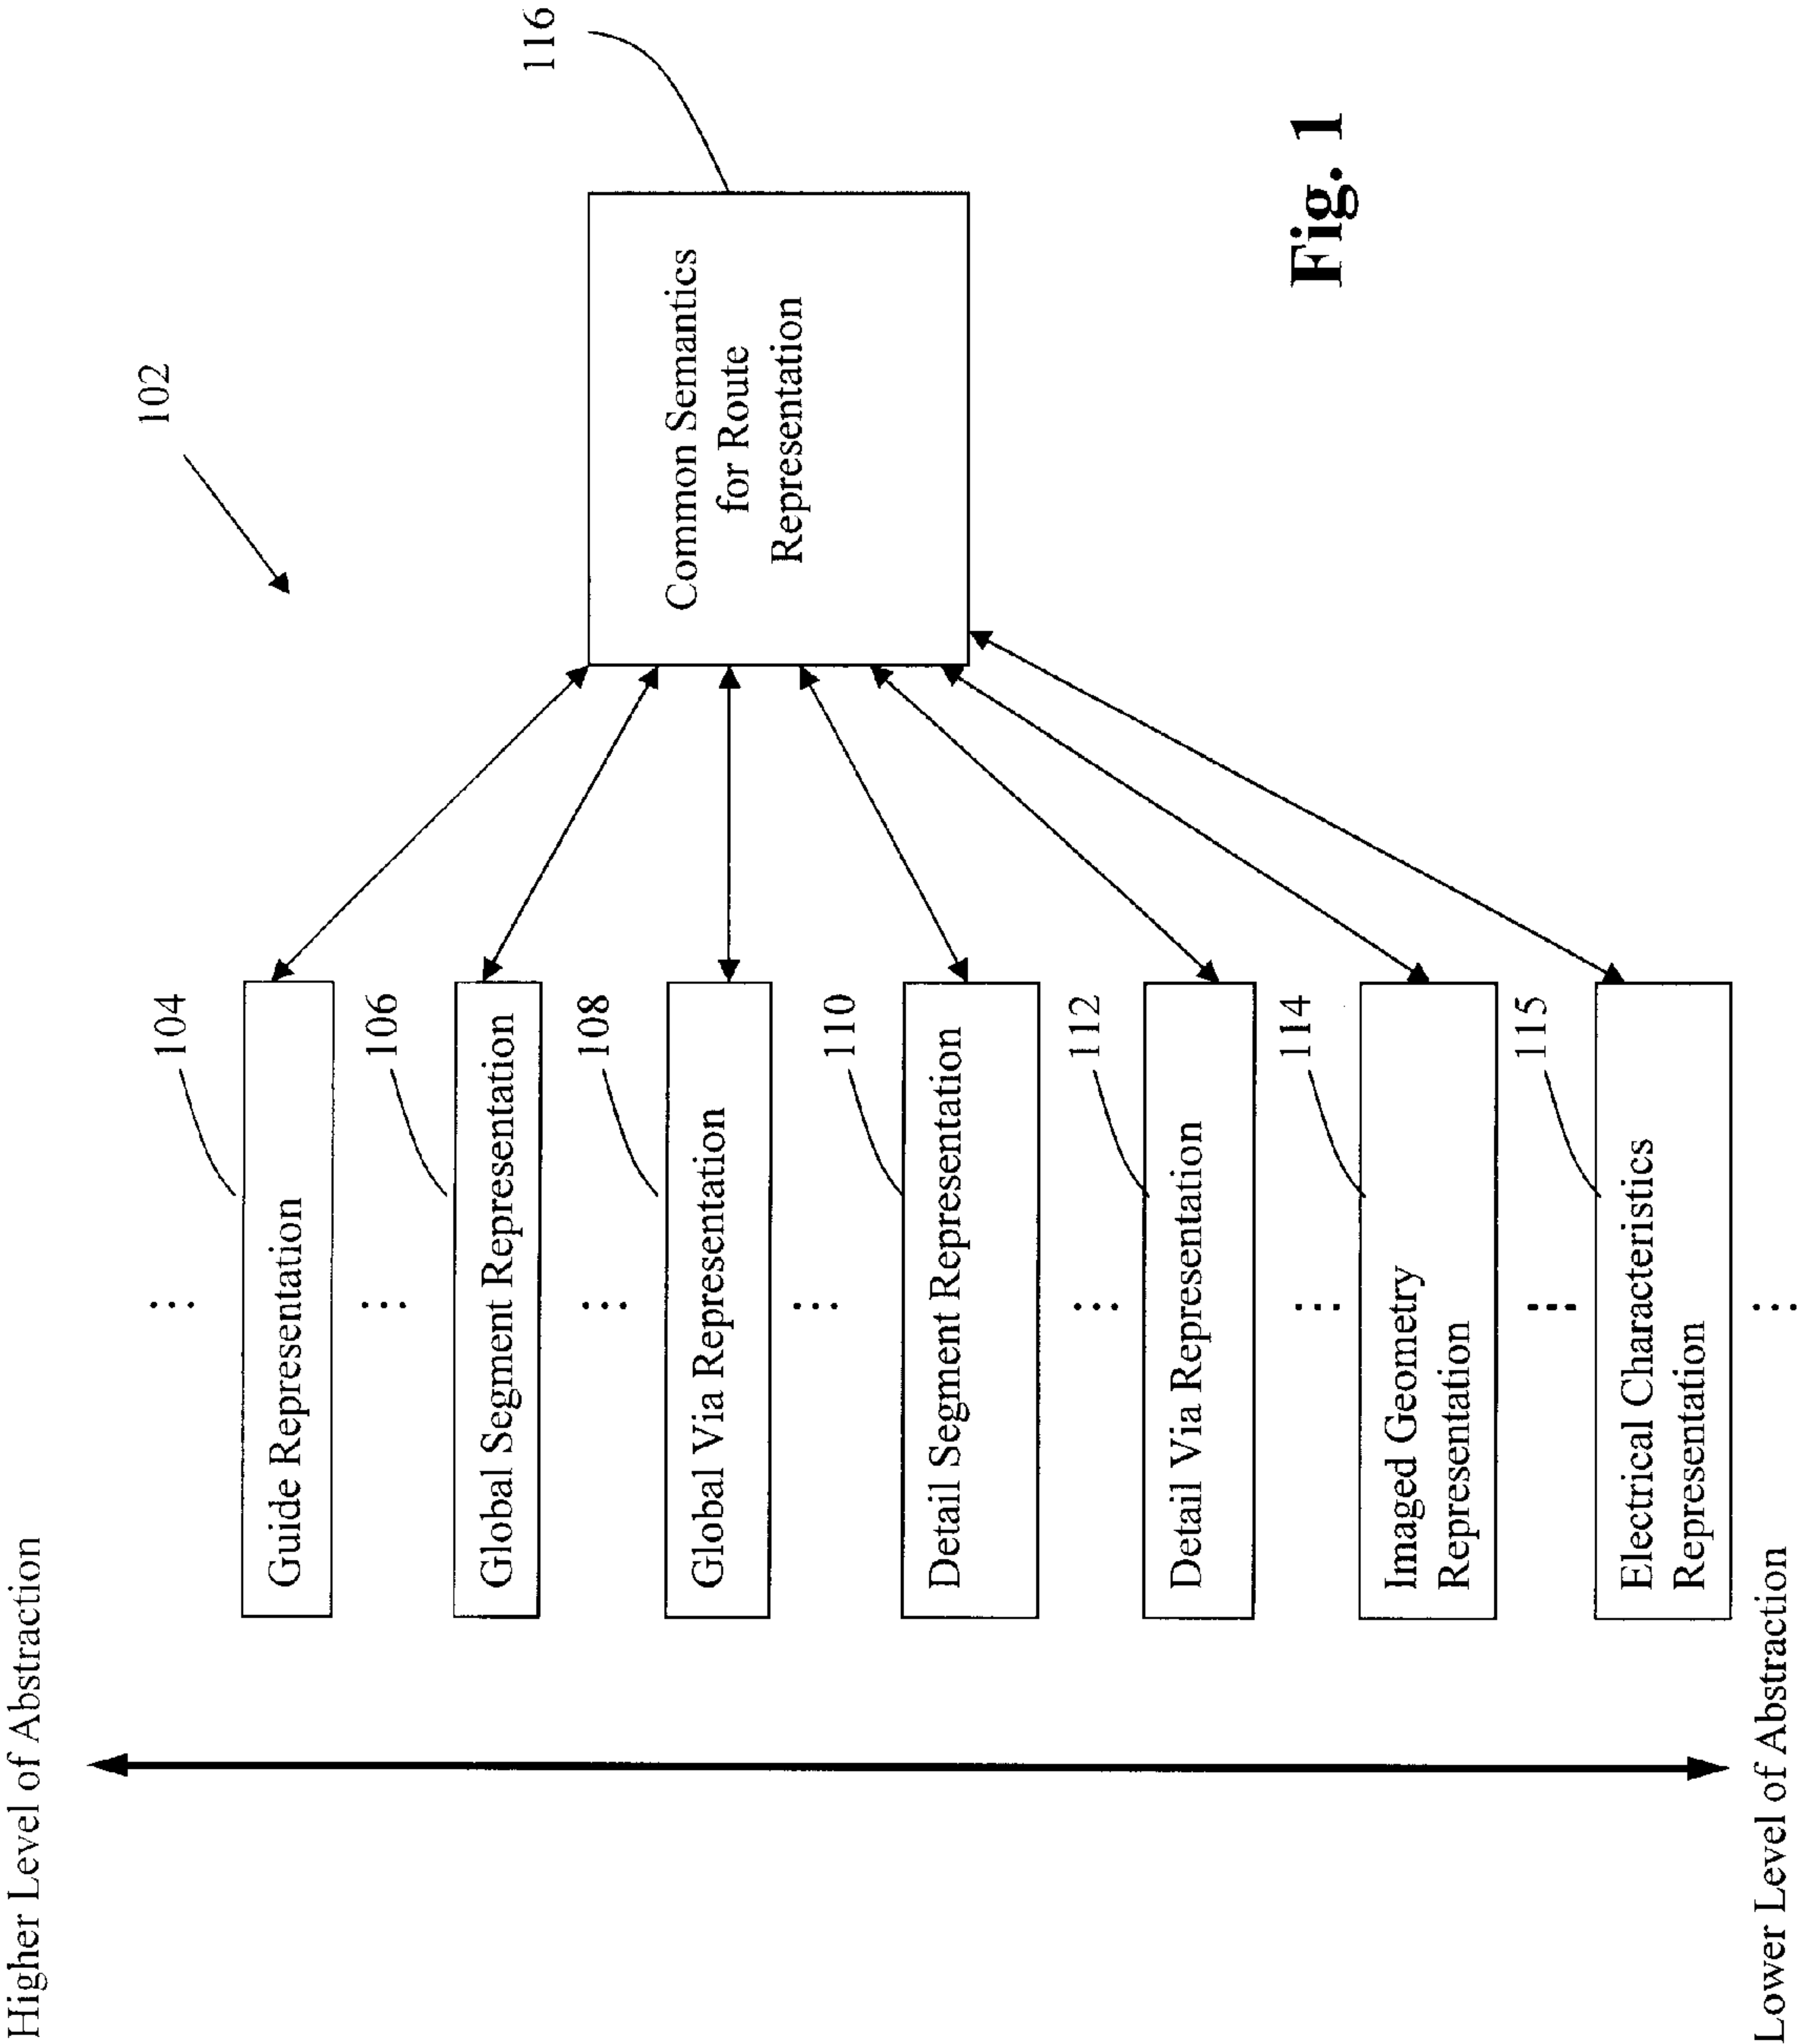 Higher Level of Abstraction
102
104
Guide Representation
⋮
106
Global Segment Representation
⋮
108
Global Via Representation
⋮
110
Detail Segment Representation
⋮
112
Detail Via Representation
⋮
114
Imaged Geometry
Representation
⋮
115
Electrical Characteristics
Representation
⋮
Lower Level of Abstraction
116
Common Semantics
for Route
Representation
Fig. 1